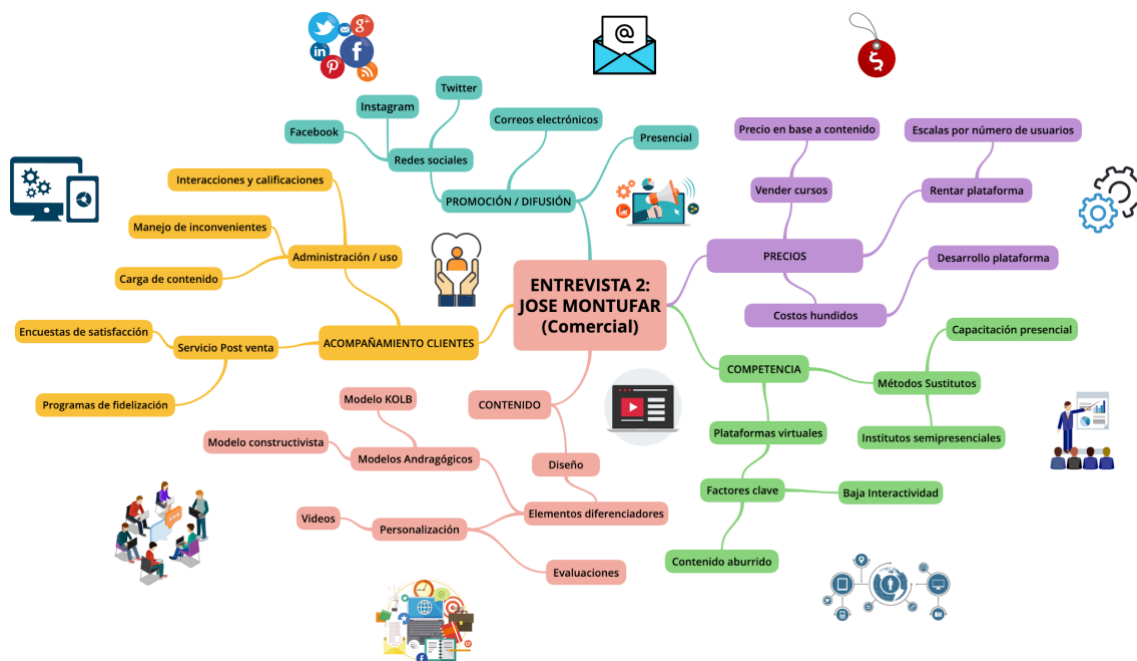 ENTREVISTA 2:
JOSE MONTUFAR
(Comercial)
PROMOCIÓN / DIFUSIÓN
Redes sociales
Facebook
Instagram
Twitter
Correos electrónicos
Presencial
PRECIOS
Vender cursos
Precio en base a contenido
Rentar plataforma
Escalas por número de usuarios
Costos hundidos
Desarrollo plataforma
COMPETENCIA
Métodos Sustitutos
Capacitación presencial
Institutos semipresenciales
Plataformas virtuales
Factores clave
Baja Interactividad
Contenido aburrido
CONTENIDO
Diseño
Elementos diferenciadores
Modelos Andragógicos
Modelo KOLB
Modelo constructivista
Personalización
Videos
Evaluaciones
ACOMPAÑAMIENTO CLIENTES
Administración / uso
Interacciones y calificaciones
Manejo de inconvenientes
Carga de contenido
Servicio Post venta
Encuestas de satisfacción
Programas de fidelización
in
g+
f
@